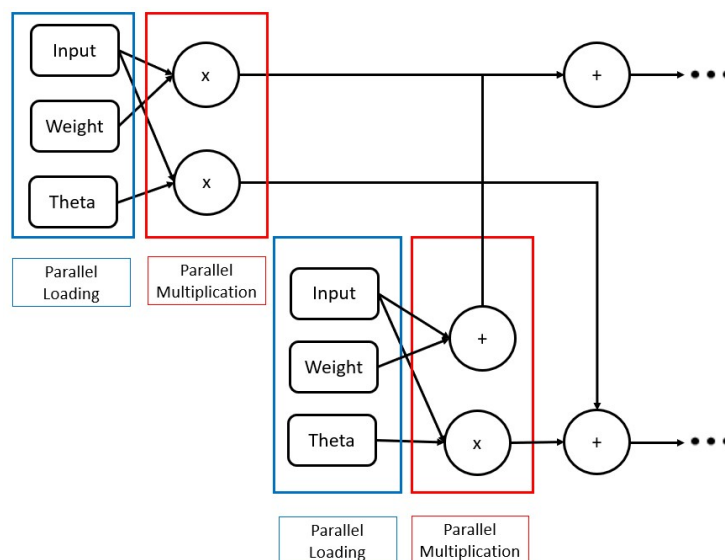 Input
x
+
Weight
x
Theta
Parallel
Loading
Parallel
Multiplication
Input
+
Weight
Theta
x
+
Parallel
Loading
Parallel
Multiplication